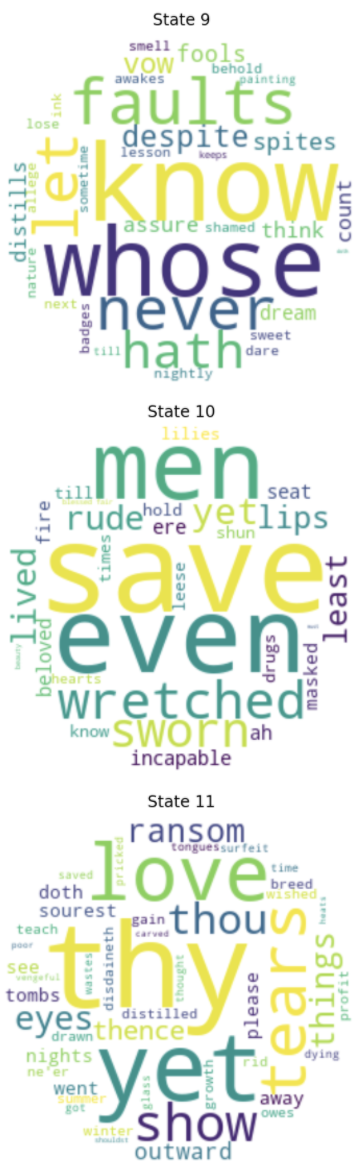 State 9
smell
vow fools
behold
awakes painting
faults
ink
lose
despite spites
lesson keeps
let
know
sometime
allege
distills
assure shamed think
count
whose
nature
never
next
dream
badges
sweet
till hath dare
nightly
State 10
lilies
men
till seat
hold
rude yet lips
ere shun
fire
times
save
leese
least
lived
even
beauty
beloved
hearts
drugs
masked
wretched
know sworn ah
incapable
State 11
ransom
tongues surfeit
love
pricked
saved
time
doth breed
wished
sourest gain thou
carved
heats
teach
tears
things
poor
thy
see
vengeful
wastes
disdaineth
thought
profit
tombs
distilled
please
eyes
thence
drawn
dying
nights
yet
rid
ne'er
went
away
glass
growth
summer
got
owes
show
winter
shouldst
outward